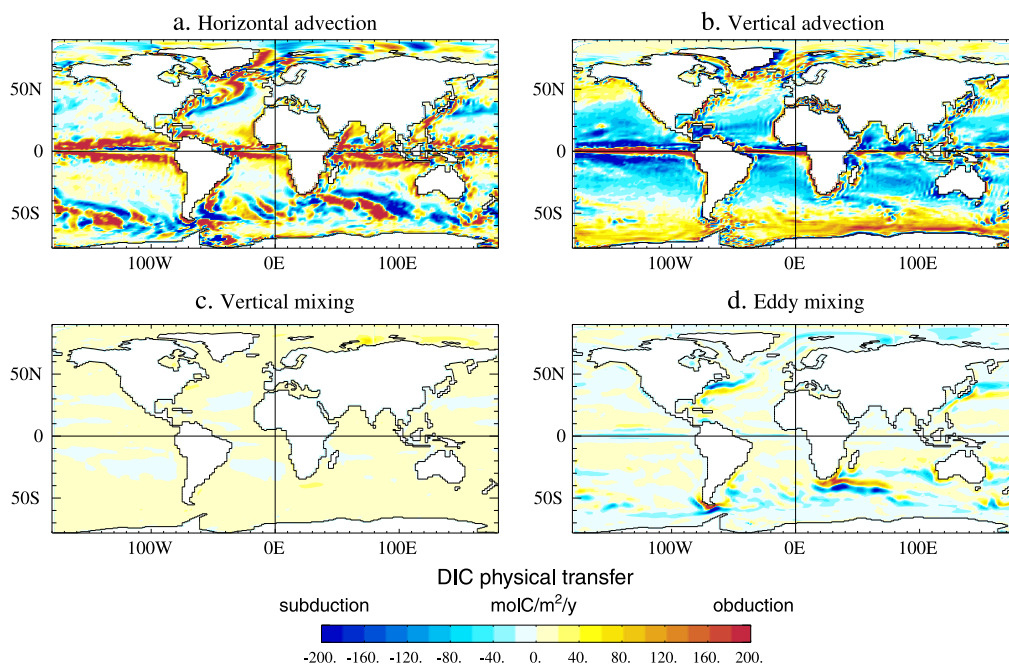 a. Horizontal advection
b. Vertical advection
50N
0
50S
100W
0E
100E
50N
0
50S
100W
0E
100E
c. Vertical mixing
d. Eddy mixing
50N
0
50S
100W
0E
100E
50N
0
50S
100W
0E
100E
DIC physical transfer
subduction
molC/m²/y
obduction
-200. -160. -120. -80. -40. 0. 40. 80. 120. 160. 200.